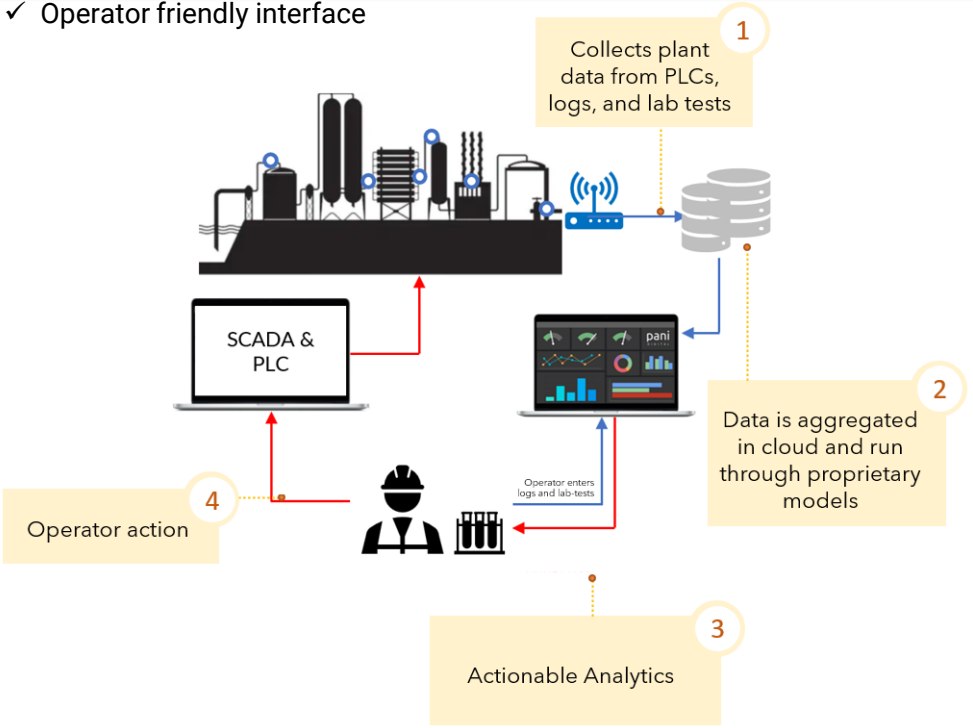 ✓ Operator friendly interface
1
Collects plant
data from PLCs,
logs, and lab tests
SCADA &
PLC
pani
DIGITAL
2
Data is aggregated
in cloud and run
through proprietary
models
Operator enters
logs and lab-tests
4
Operator action
3
Actionable Analytics